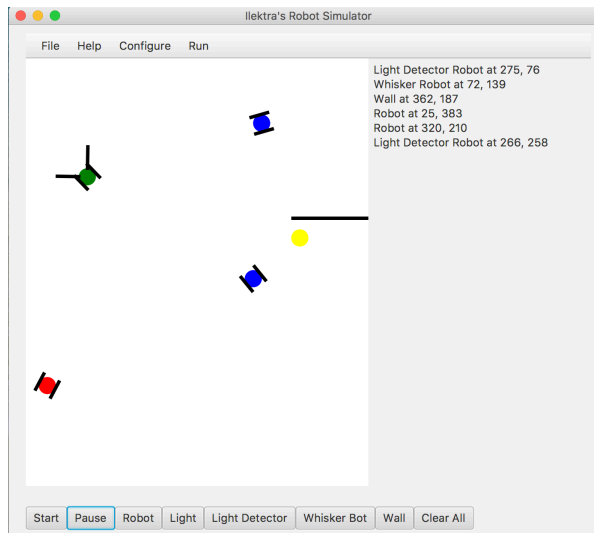 Ilektra's Robot Simulator
File Help Configure Run
Light Detector Robot at 275, 76
Whisker Robot at 72, 139
Wall at 362, 187
Robot at 25, 383
Robot at 320, 210
Light Detector Robot at 266, 258
Start Pause Robot Light Light Detector Whisker Bot Wall Clear All